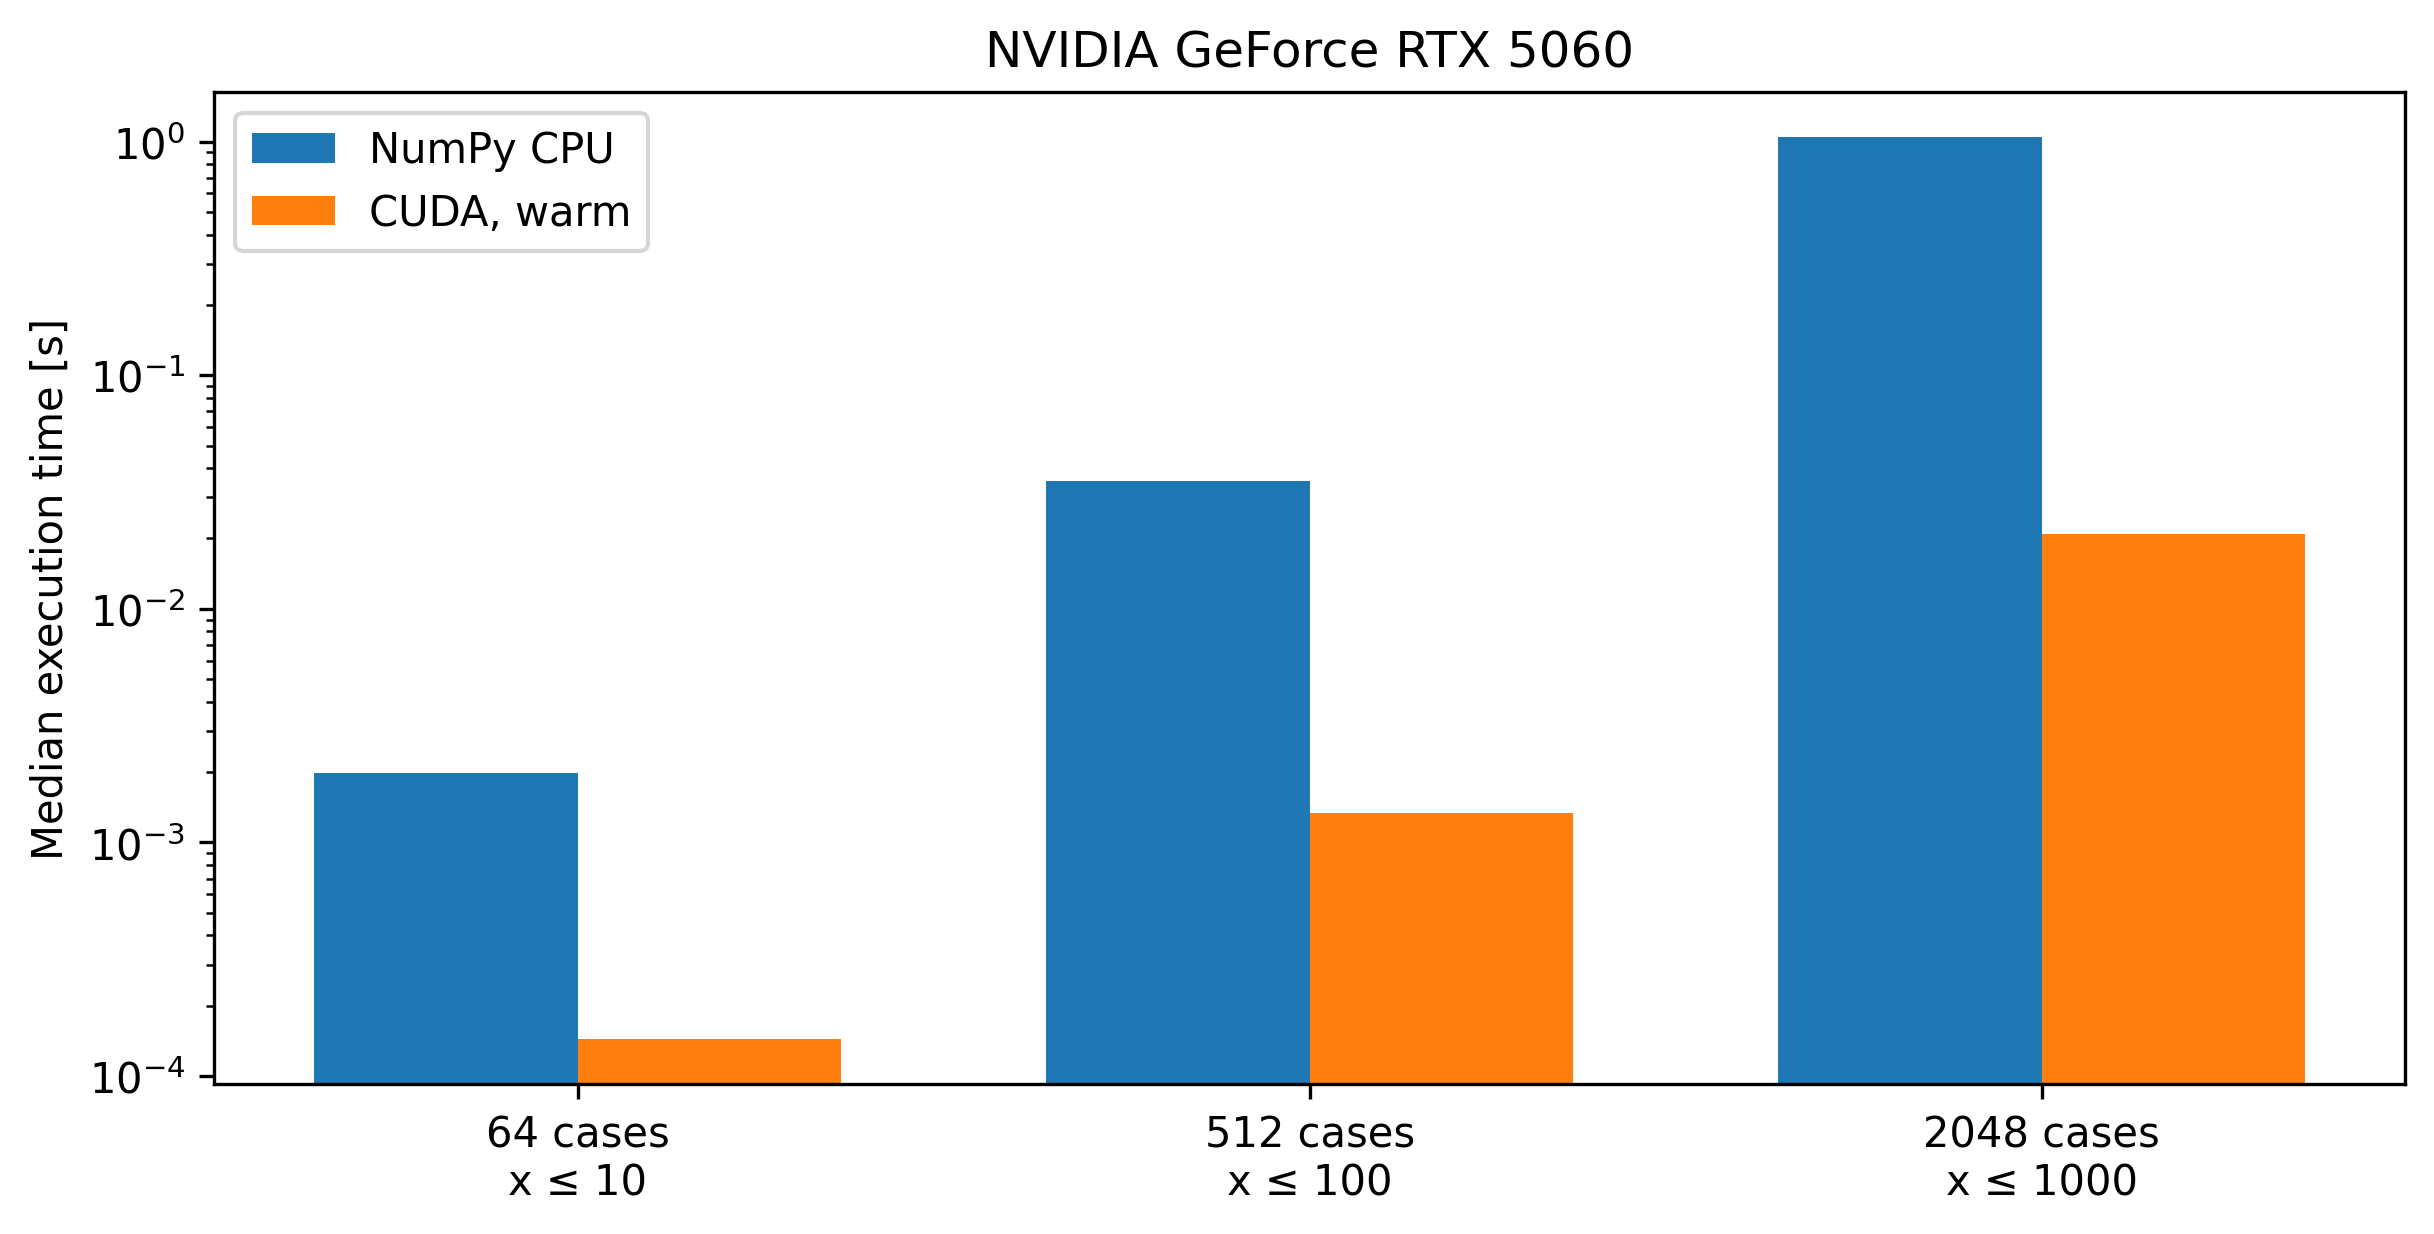 NVIDIA GeForce RTX 5060
NumPy CPU
CUDA, warm
Median execution time [s]
10⁰
10⁻¹
10⁻²
10⁻³
10⁻⁴
64 cases
x ≤ 10
512 cases
x ≤ 100
2048 cases
x ≤ 1000